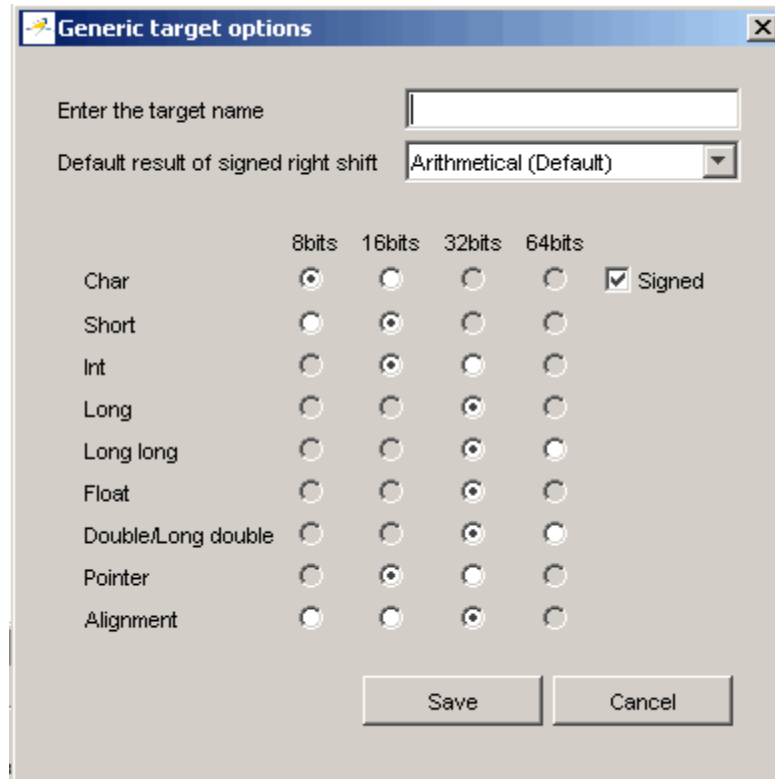 Generic target options
Enter the target name
Default result of signed right shift Arithmetical (Default)
8bits 16bits 32bits 64bits
Char Signed
Short
Int
Long
Long long
Float
Double/Long double
Pointer
Alignment
Save Cancel